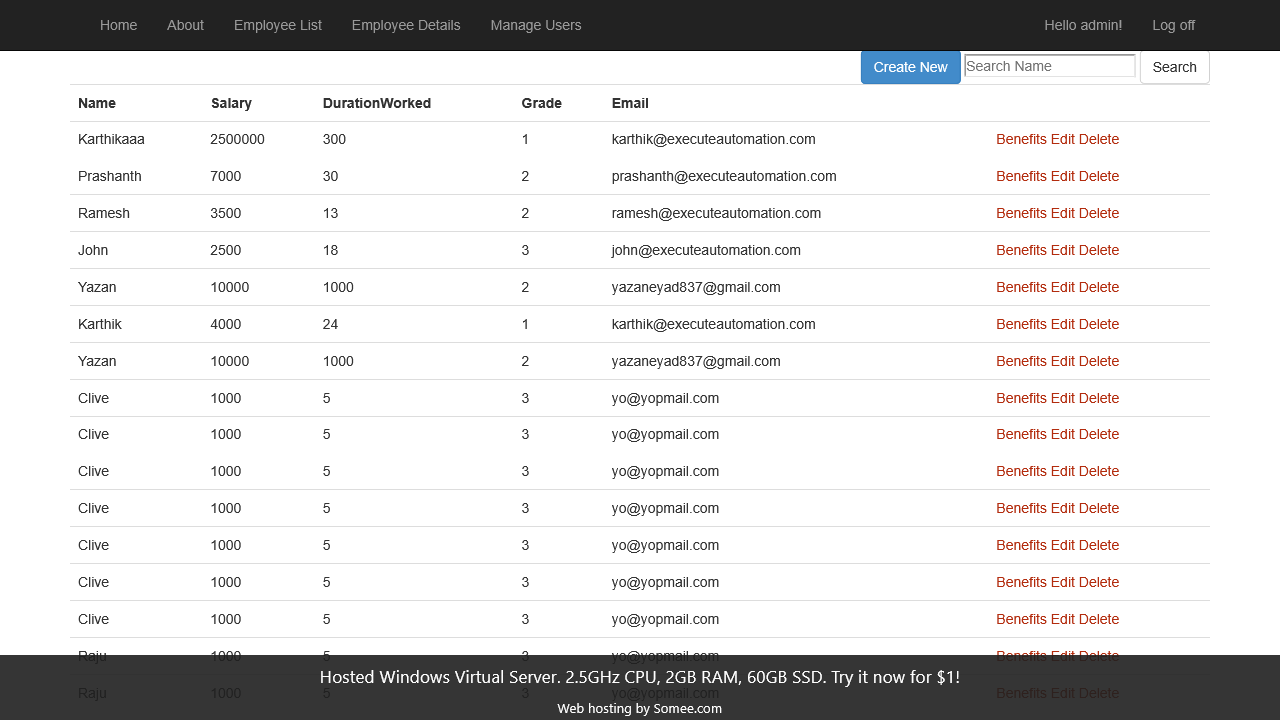 Home About Employee List Employee Details Manage Users Hello admin! Log off
Create New Search Name Search
Name Salary DurationWorked Grade Email
Karthikaaa 2500000 300 1 karthik@executeautomation.com Benefits Edit Delete
Prashanth 7000 30 2 prashanth@executeautomation.com Benefits Edit Delete
Ramesh 3500 13 2 ramesh@executeautomation.com Benefits Edit Delete
John 2500 18 3 john@executeautomation.com Benefits Edit Delete
Yazan 10000 1000 2 yazaneyad837@gmail.com Benefits Edit Delete
Karthik 4000 24 1 karthik@executeautomation.com Benefits Edit Delete
Yazan 10000 1000 2 yazaneyad837@gmail.com Benefits Edit Delete
Clive 1000 5 3 yo@yopmail.com Benefits Edit Delete
Clive 1000 5 3 yo@yopmail.com Benefits Edit Delete
Clive 1000 5 3 yo@yopmail.com Benefits Edit Delete
Clive 1000 5 3 yo@yopmail.com Benefits Edit Delete
Clive 1000 5 3 yo@yopmail.com Benefits Edit Delete
Clive 1000 5 3 yo@yopmail.com Benefits Edit Delete
Clive 1000 5 3 yo@yopmail.com Benefits Edit Delete
Raju 1000 5 3 yo@yopmail.com Benefits Edit Delete
Hosted Windows Virtual Server. 2.5GHz CPU, 2GB RAM, 60GB SSD. Try it now for $1!
Raju 1000 5 3 yo@yopmail.com Benefits Edit Delete
Web hosting by Somee.com